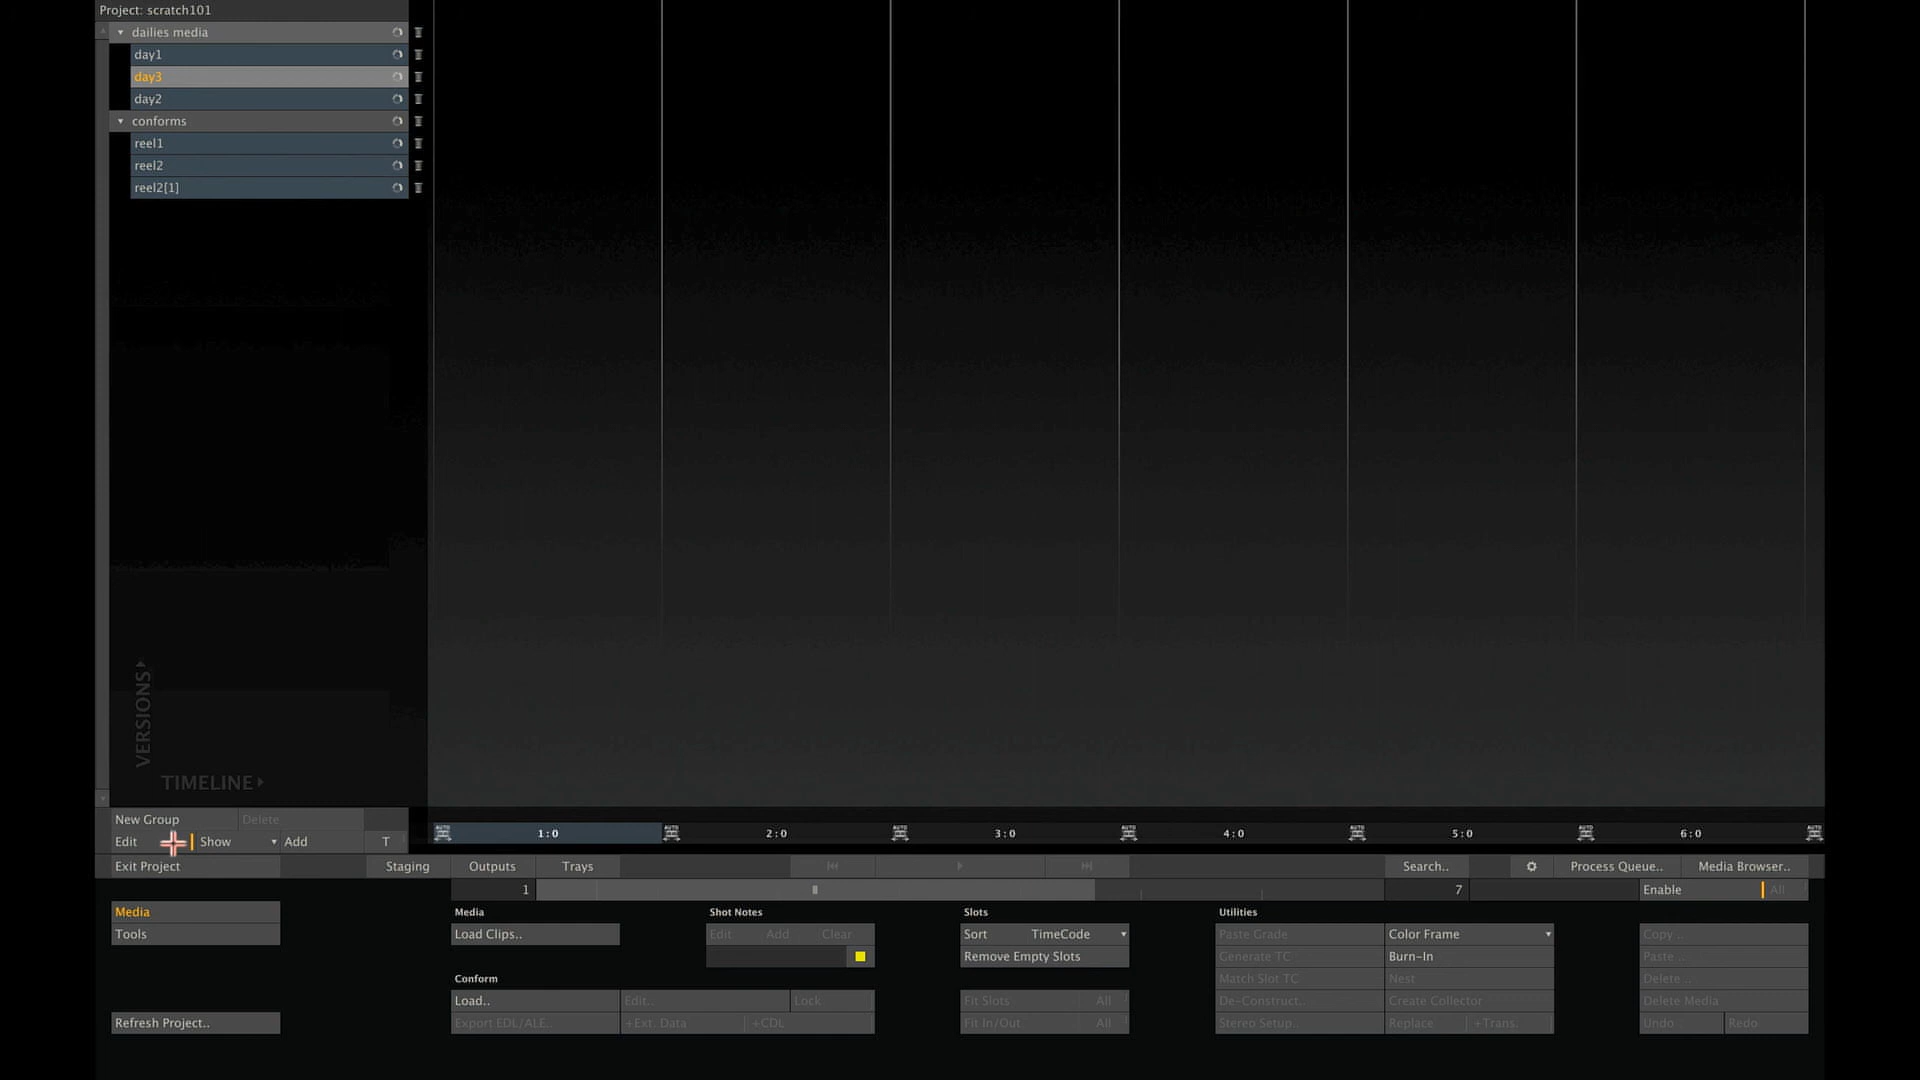 Project: scratch101
dailies media
day1
day3
day2
conforms
reel1
reel2
reel2[1]
VERSIONS
TIMELINE
New Group Delete
Edit Show Add T
1:0 2:0 3:0 4:0 5:0 6:0
Exit Project Staging Outputs Trays Search.. Process Queue.. Media Browser..
1 7 Enable All
Media
Tools
Refresh Project..
Media
Load Clips..
Conform
Load.. Edit.. Lock
Export EDL/ALE.. +Ext. Data +CDL
Shot Notes
Edit Add Clear
Slots
Sort TimeCode
Remove Empty Slots
Fit Slots All
Fit In/Out All
Utilities
Paste Grade Color Frame
Generate TC Burn-In
Match Slot TC Nest
De-Construct.. Create Collector
Stereo Setup.. Replace +Trans.
Copy ..
Paste ..
Delete ..
Delete Media
Undo Redo